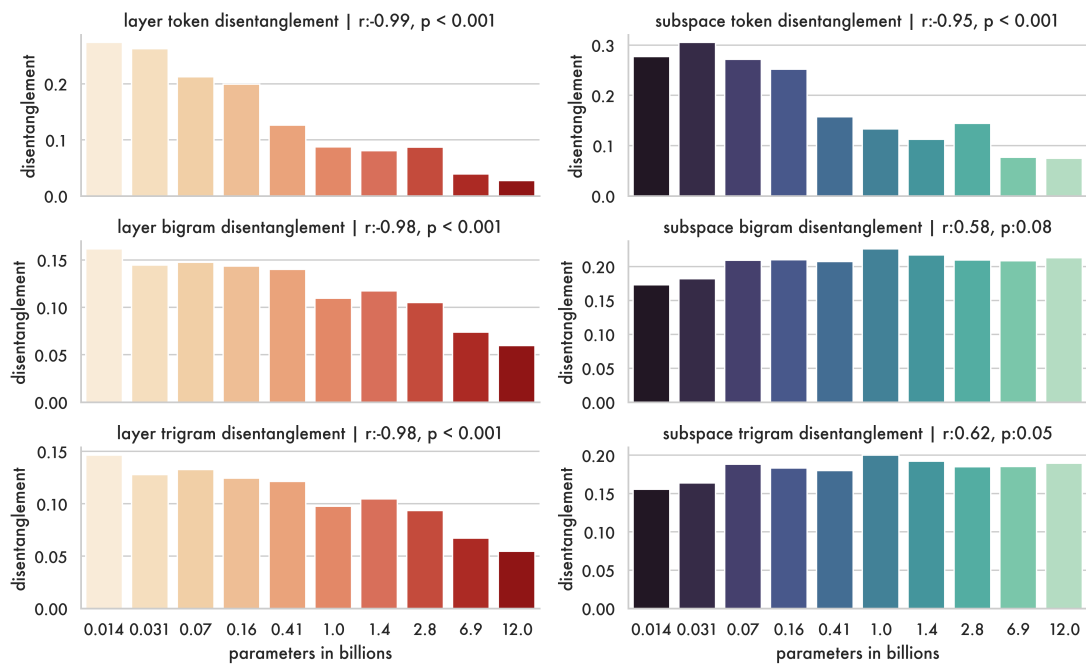 layer token disentanglement | r:-0.99, p < 0.001
disentanglement
0.2
0.1
0.0
subspace token disentanglement | r:-0.95, p < 0.001
disentanglement
0.3
0.2
0.1
0.0
layer bigram disentanglement | r:-0.98, p < 0.001
disentanglement
0.15
0.10
0.05
0.00
subspace bigram disentanglement | r:0.58, p:0.08
disentanglement
0.20
0.15
0.10
0.05
0.00
layer trigram disentanglement | r:-0.98, p < 0.001
disentanglement
0.15
0.10
0.05
0.00
0.014 0.031 0.07 0.16 0.41 1.0 1.4 2.8 6.9 12.0
parameters in billions
subspace trigram disentanglement | r:0.62, p:0.05
disentanglement
0.20
0.15
0.10
0.05
0.00
0.014 0.031 0.07 0.16 0.41 1.0 1.4 2.8 6.9 12.0
parameters in billions